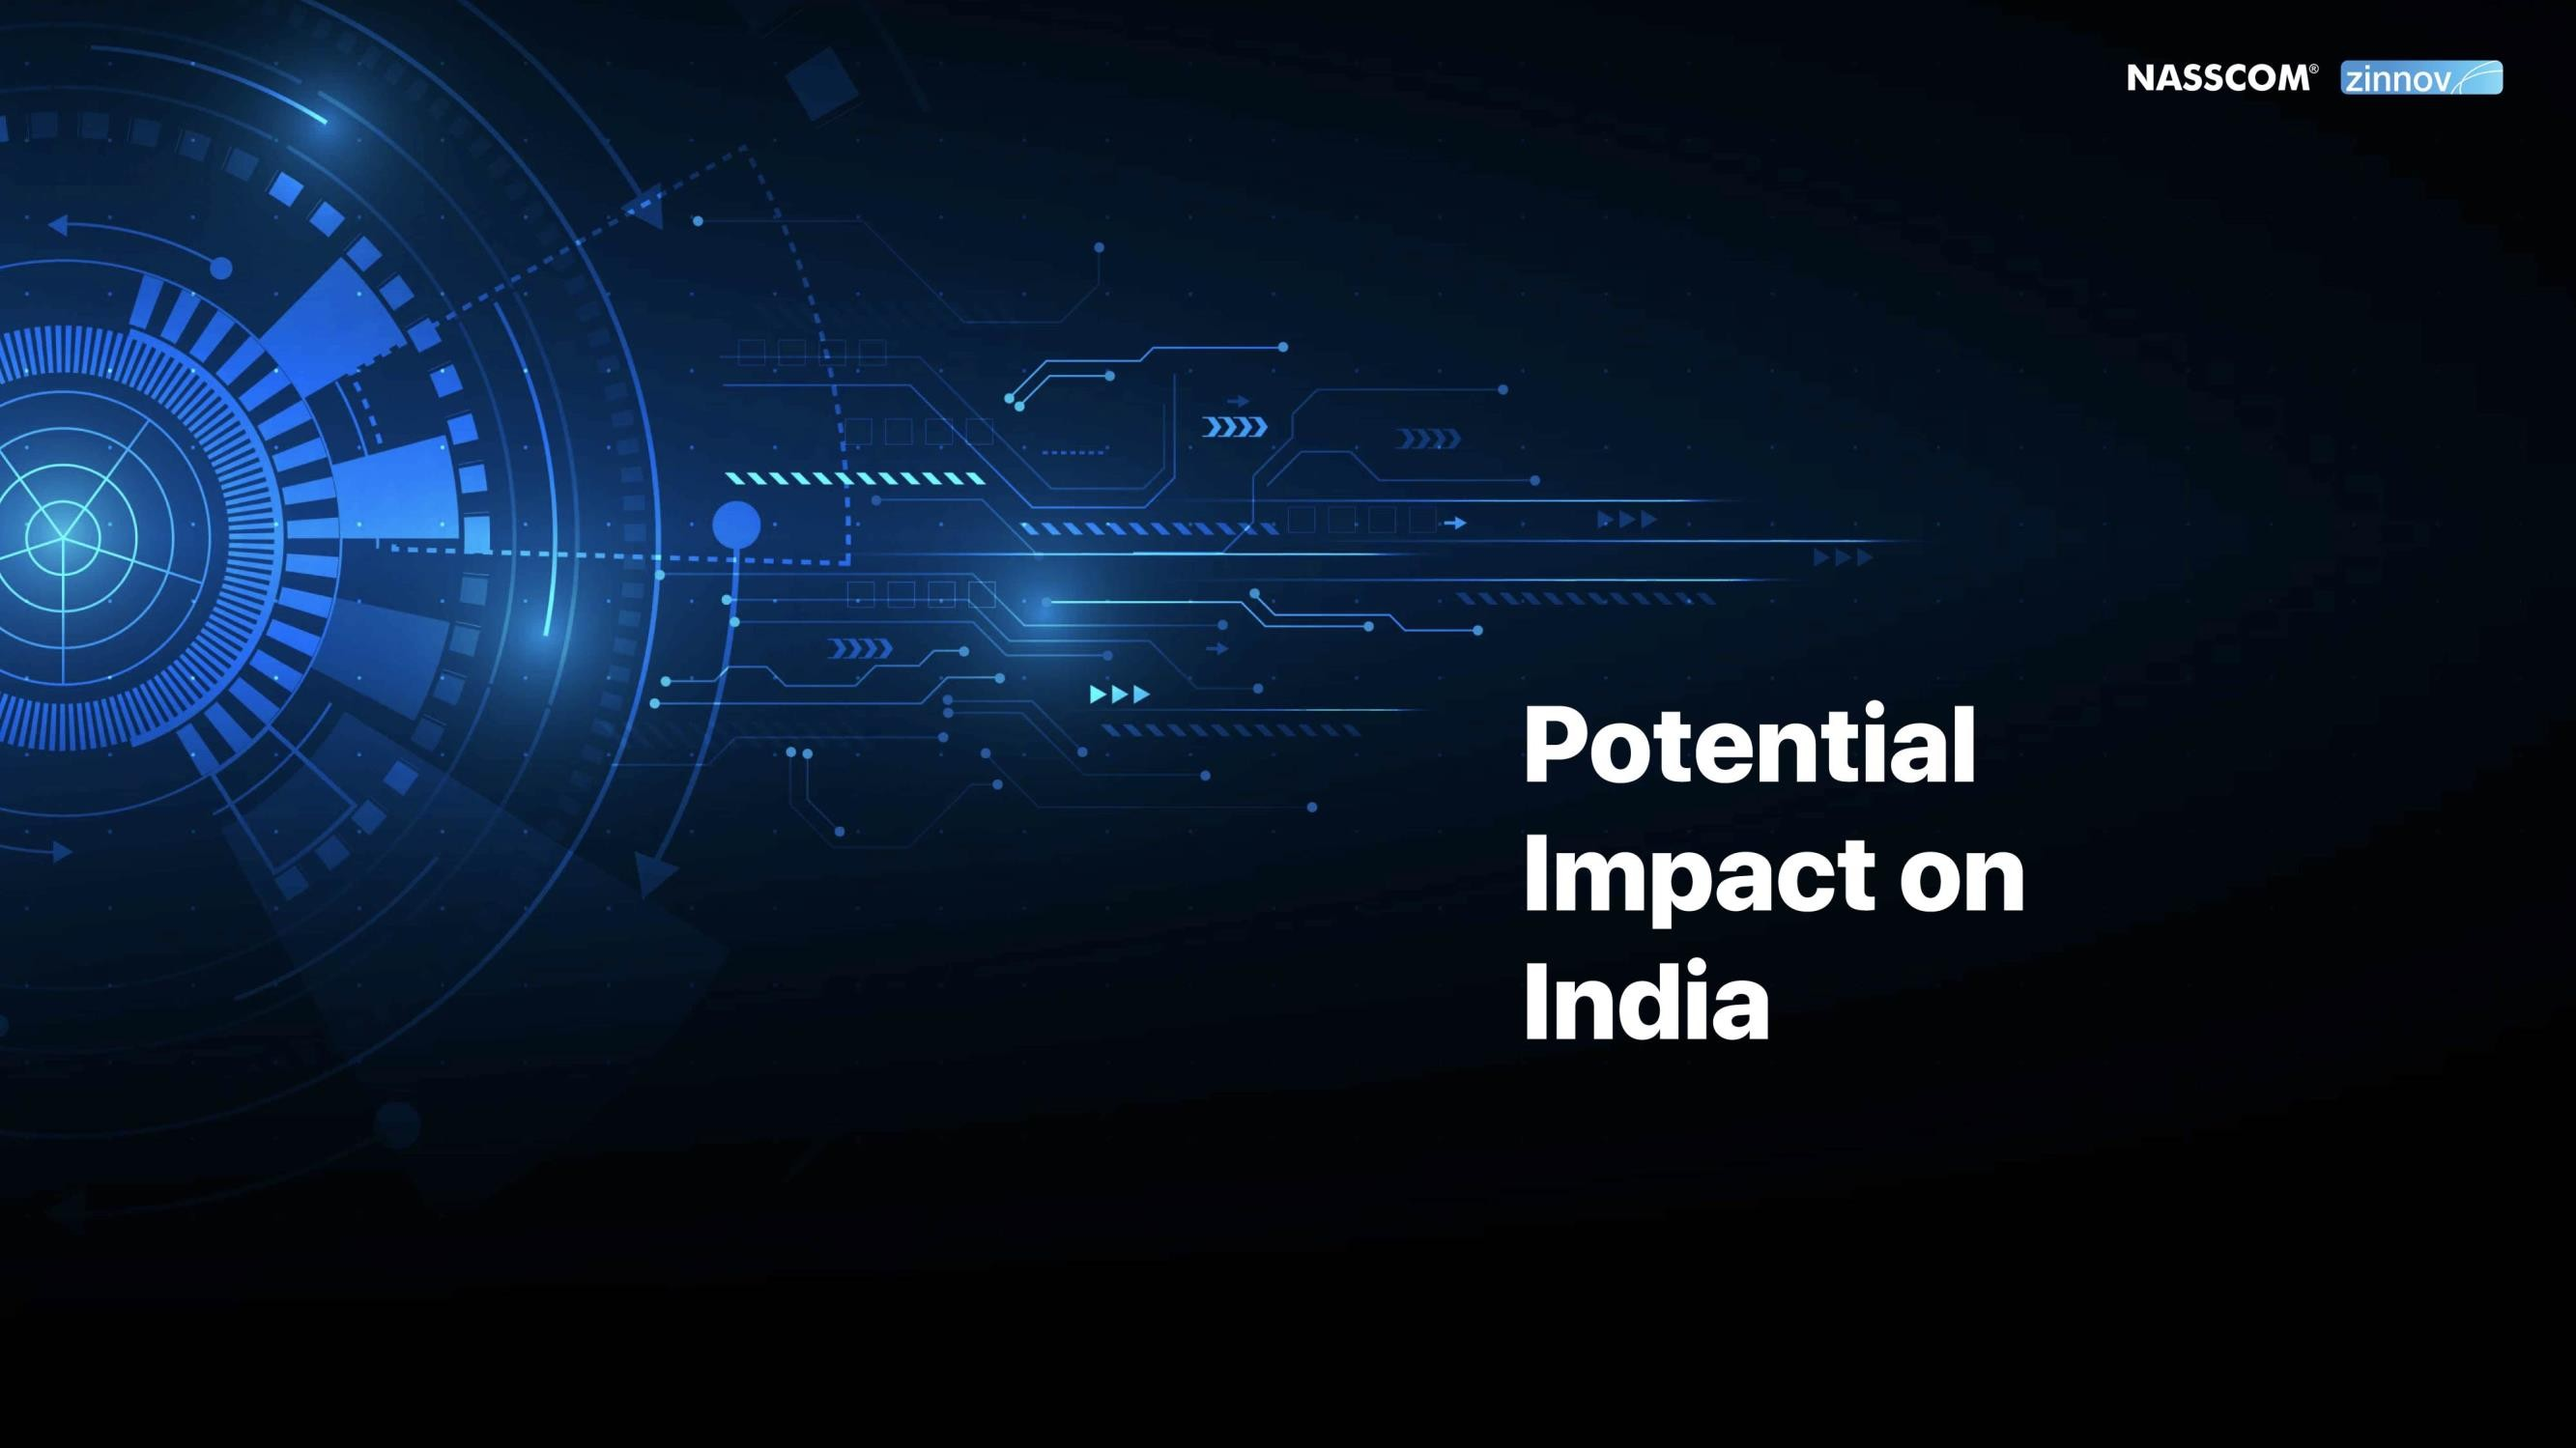 NASSCOM® zinnov
Potential
Impact on
India